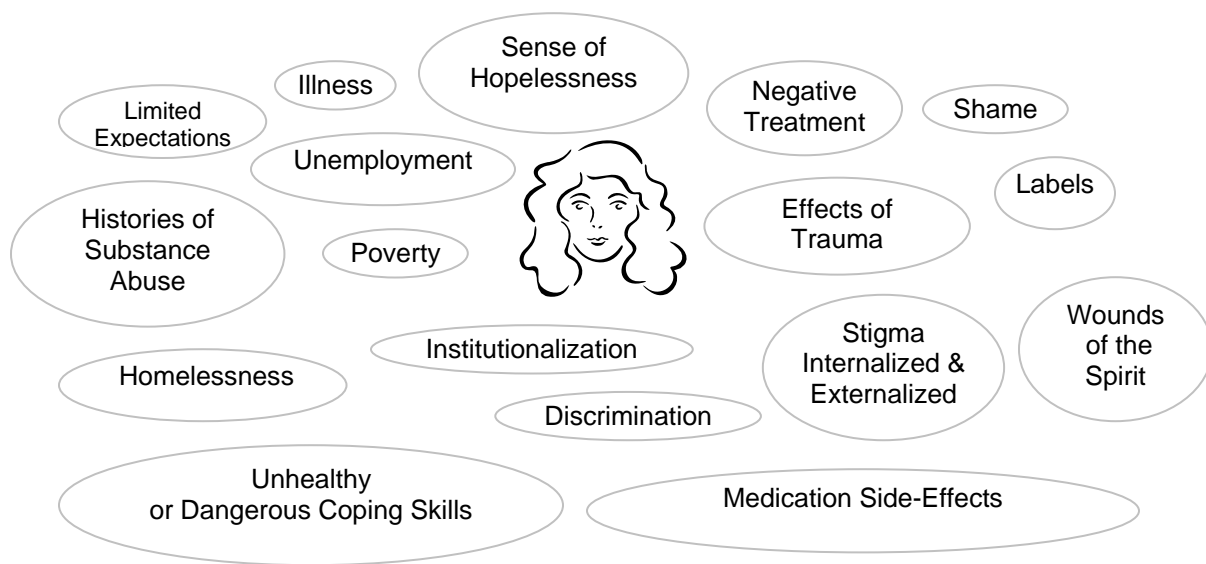 Sense of
Hopelessness
Illness
Limited
Expectations
Negative
Treatment
Shame
Unemployment
Labels
Histories of
Substance
Abuse
Poverty
Effects of
Trauma
Wounds
of the
Spirit
Institutionalization
Stigma
Internalized &
Externalized
Homelessness
Discrimination
Unhealthy
or Dangerous Coping Skills
Medication Side-Effects